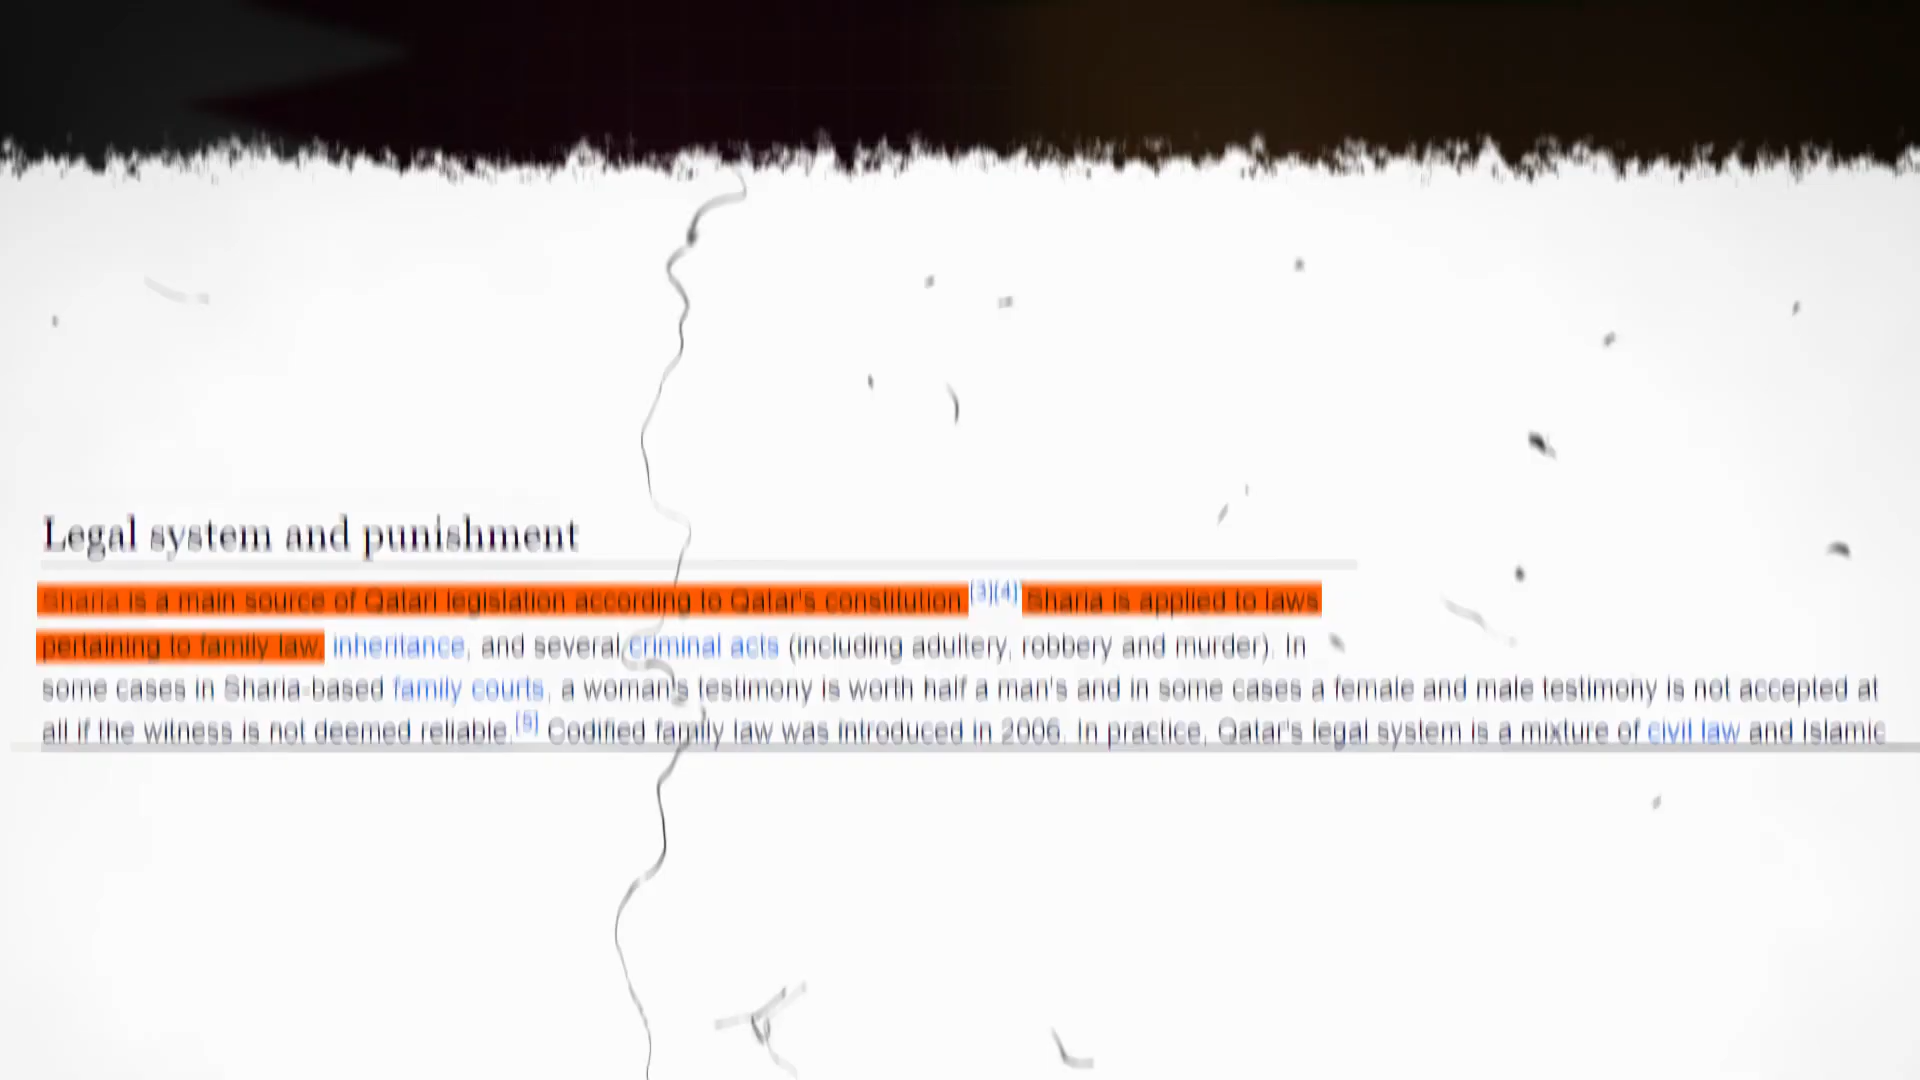 Legal system and punishment
Sharia is a main source of Qatari legislation according to Qatar's constitution.[3][4] Sharia is applied to laws
pertaining to family law, inheritance, and several criminal acts (including adultery, robbery and murder). In
some cases in Sharia-based family courts, a woman's testimony is worth half a man's and in some cases a female and male testimony is not accepted at
all if the witness is not deemed reliable.[5] Codified family law was introduced in 2006. In practice, Qatar's legal system is a mixture of civil law and Islamic